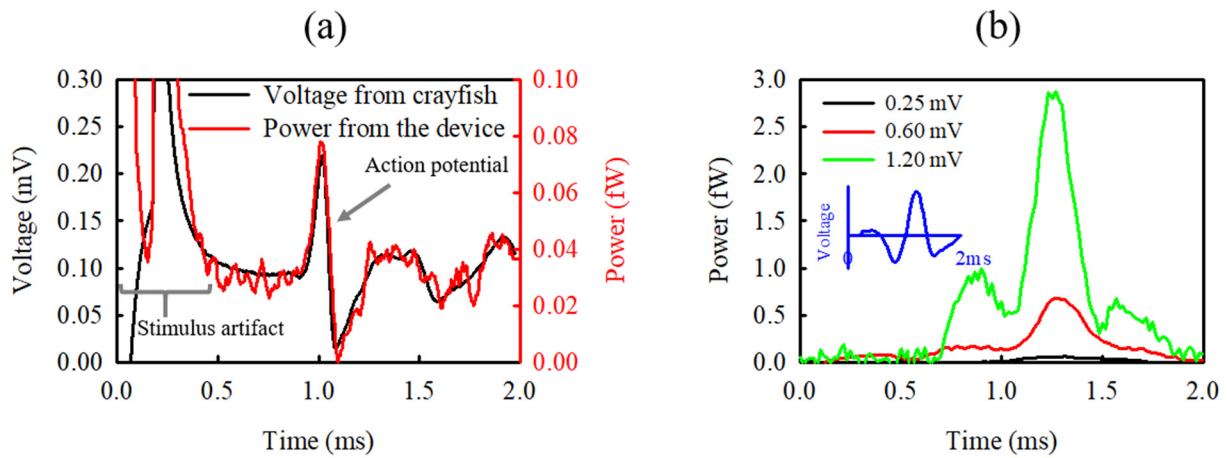 (a)
0.30
0.25
0.20
0.15
0.10
0.05
0.00
Voltage (mV)
Voltage from crayfish
Power from the device
Action potential
Stimulus artifact
0.10
0.08
0.06
0.04
0.02
0.00
Power (fW)
0.0 0.5 1.0 1.5 2.0
Time (ms)
(b)
3.0
2.5
2.0
1.5
1.0
0.5
0.0
Power (fW)
0.25 mV
0.60 mV
1.20 mV
Voltage
0
2ms
0.0 0.5 1.0 1.5 2.0
Time (ms)